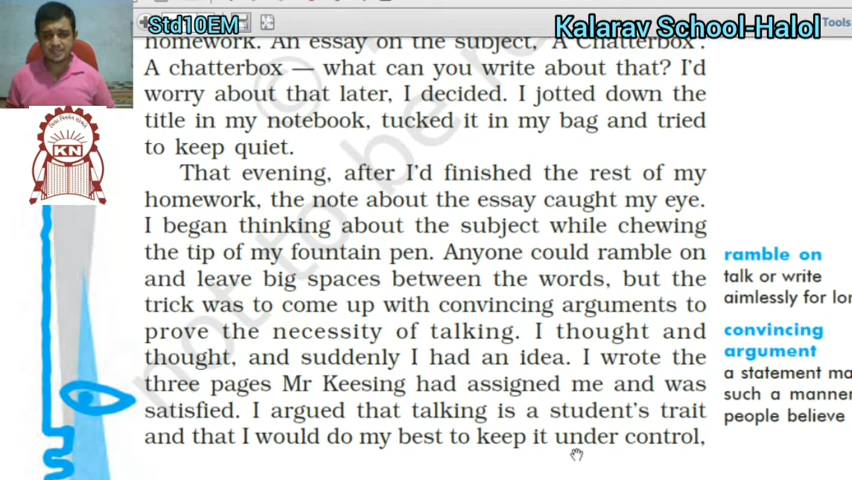 Std10EM
Kalarav School-Halol
Tools
homework. An essay on the subject, 'A Chatterbox'.
A chatterbox — what can you write about that? I'd
worry about that later, I decided. I jotted down the
title in my notebook, tucked it in my bag and tried
to keep quiet.
That evening, after I'd finished the rest of my
homework, the note about the essay caught my eye.
I began thinking about the subject while chewing
the tip of my fountain pen. Anyone could ramble on
and leave big spaces between the words, but the
trick was to come up with convincing arguments to
prove the necessity of talking. I thought and
thought, and suddenly I had an idea. I wrote the
three pages Mr Keesing had assigned me and was
satisfied. I argued that talking is a student's trait
and that I would do my best to keep it under control,
ramble on
talk or write
aimlessly for lon
convincing
argument
a statement ma
such a manner
people believe
KN
© not to be